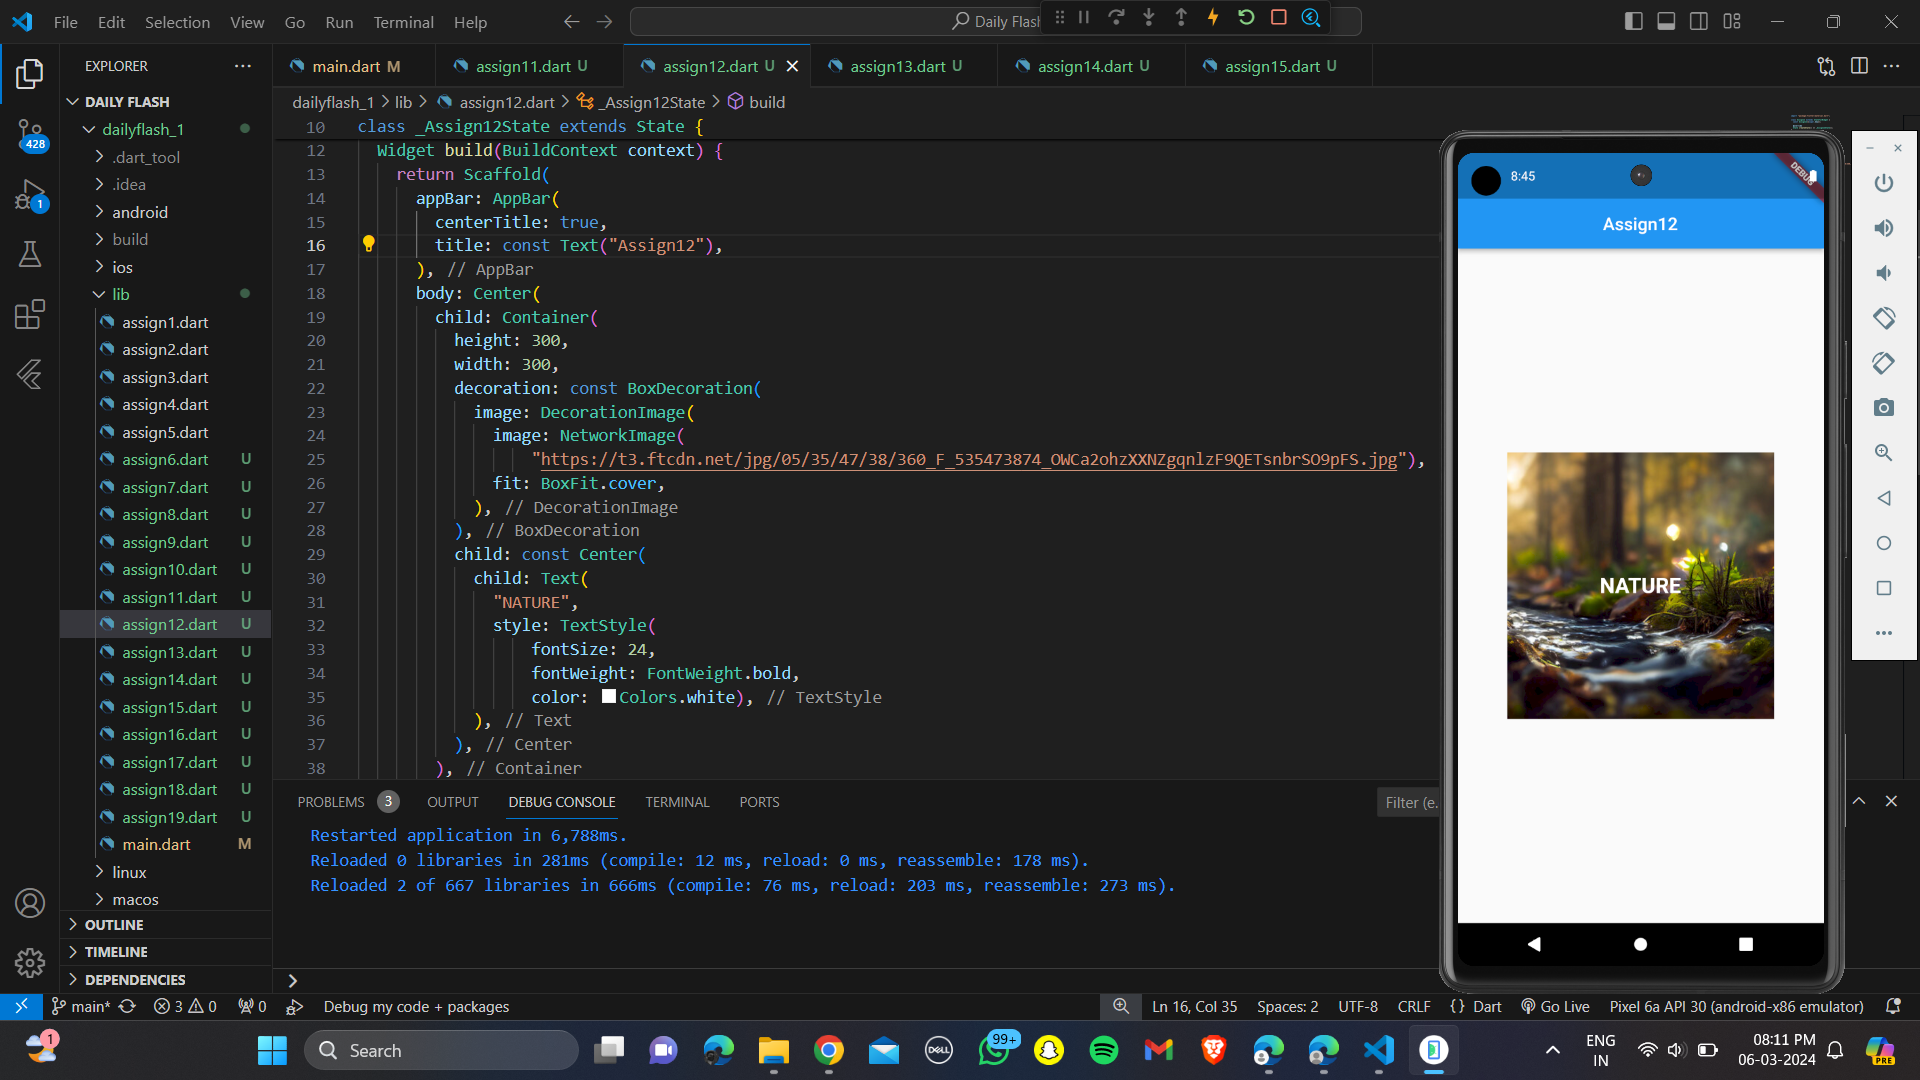 File Edit Selection View Go Run Terminal Help
Daily Flash
EXPLORER
main.dart M
assign11.dart U
assign12.dart U
assign13.dart U
assign14.dart U
assign15.dart U
DAILY FLASH
dailyflash_1
.dart_tool
.idea
android
build
ios
lib
assign1.dart
assign2.dart
assign3.dart
assign4.dart
assign5.dart
assign6.dart U
assign7.dart U
assign8.dart U
assign9.dart U
assign10.dart U
assign11.dart U
assign12.dart U
assign13.dart U
assign14.dart U
assign15.dart U
assign16.dart U
assign17.dart U
assign18.dart U
assign19.dart U
main.dart M
linux
macos
OUTLINE
TIMELINE
DEPENDENCIES
428
1
dailyflash_1 > lib > assign12.dart > _Assign12State > build
10 class _Assign12State extends State {
12 Widget build(BuildContext context) {
13 return Scaffold(
14 appBar: AppBar(
15 centerTitle: true,
16 title: const Text("Assign12"),
17 ), // AppBar
18 body: Center(
19 child: Container(
20 height: 300,
21 width: 300,
22 decoration: const BoxDecoration(
23 image: DecorationImage(
24 image: NetworkImage(
25 "https://t3.ftcdn.net/jpg/05/35/47/38/360_F_535473874_OWCa2ohzXXNZgqnlzF9QETsnbrSO9pFS.jpg"),
26 fit: BoxFit.cover,
27 ), // DecorationImage
28 ), // BoxDecoration
29 child: const Center(
30 child: Text(
31 "NATURE",
32 style: TextStyle(
33 fontSize: 24,
34 fontWeight: FontWeight.bold,
35 color: Colors.white), // TextStyle
36 ), // Text
37 ), // Center
38 ), // Container
PROBLEMS 3 OUTPUT DEBUG CONSOLE TERMINAL PORTS
Filter (e.
Restarted application in 6,788ms.
Reloaded 0 libraries in 281ms (compile: 12 ms, reload: 0 ms, reassemble: 178 ms).
Reloaded 2 of 667 libraries in 666ms (compile: 76 ms, reload: 203 ms, reassemble: 273 ms).
8:45
DEBUG
Assign12
NATURE
main* 3 0 0 Debug my code + packages
Ln 16, Col 35 Spaces: 2 UTF-8 CRLF {} Dart Go Live Pixel 6a API 30 (android-x86 emulator)
1
Search
DELL
99+
PRE
ENG
IN
08:11 PM
06-03-2024